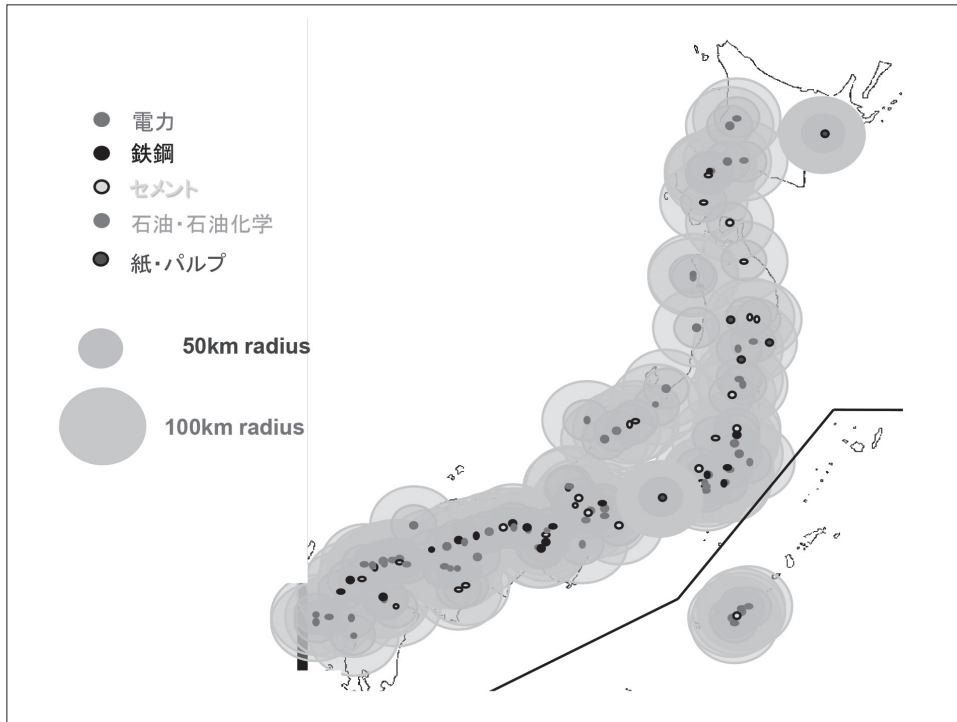 電力
鉄鋼
セメント
石油・石油化学
紙・パルプ
50km radius
100km radius